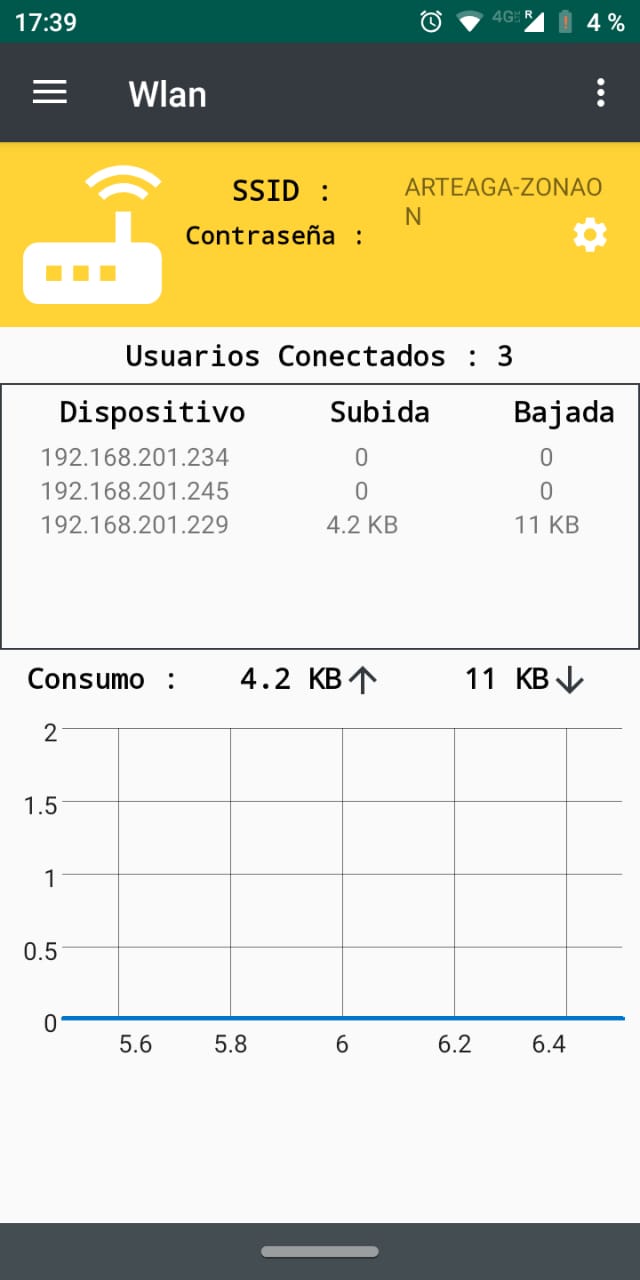 17:39
4G R 4 %
Wlan
SSID :
ARTEAGA-ZONAO
N
Contraseña :
Usuarios Conectados : 3
Dispositivo Subida Bajada
192.168.201.234 0 0
192.168.201.245 0 0
192.168.201.229 4.2 KB 11 KB
Consumo : 4.2 KB 11 KB
2
1.5
1
0.5
0
5.6 5.8 6 6.2 6.4